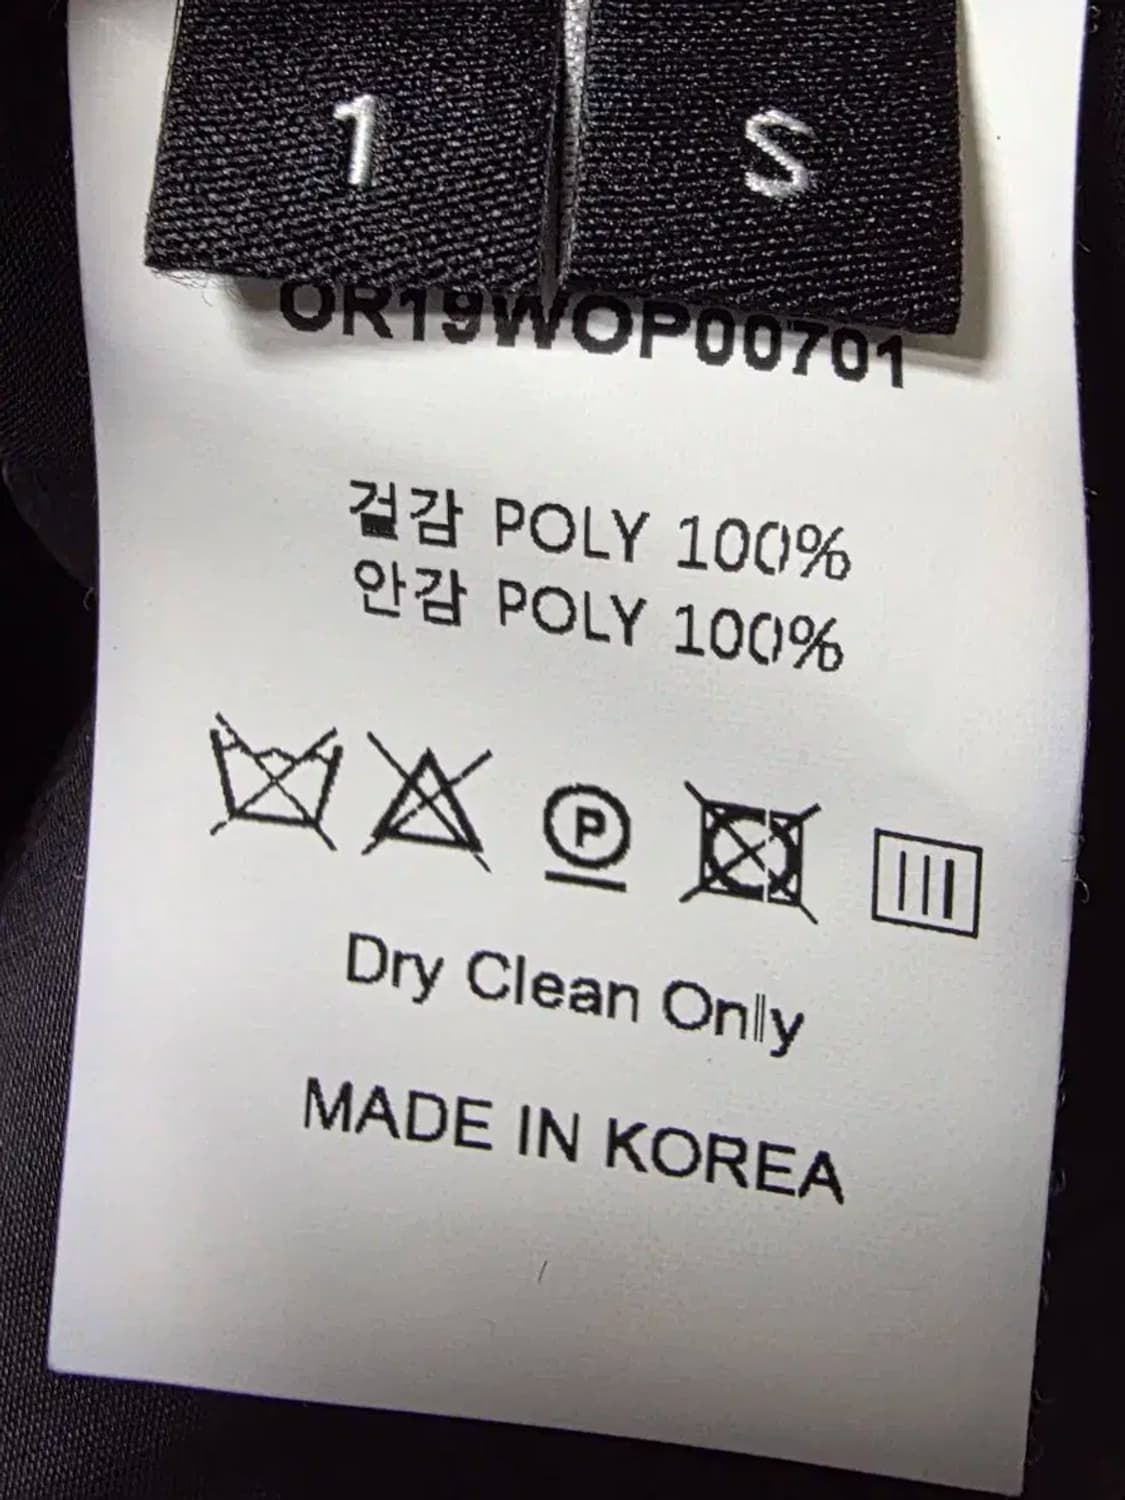 1
S
OR19WOP00701
겉감 POLY 100%
안감 POLY 100%
P
Dry Clean Only
MADE IN KOREA